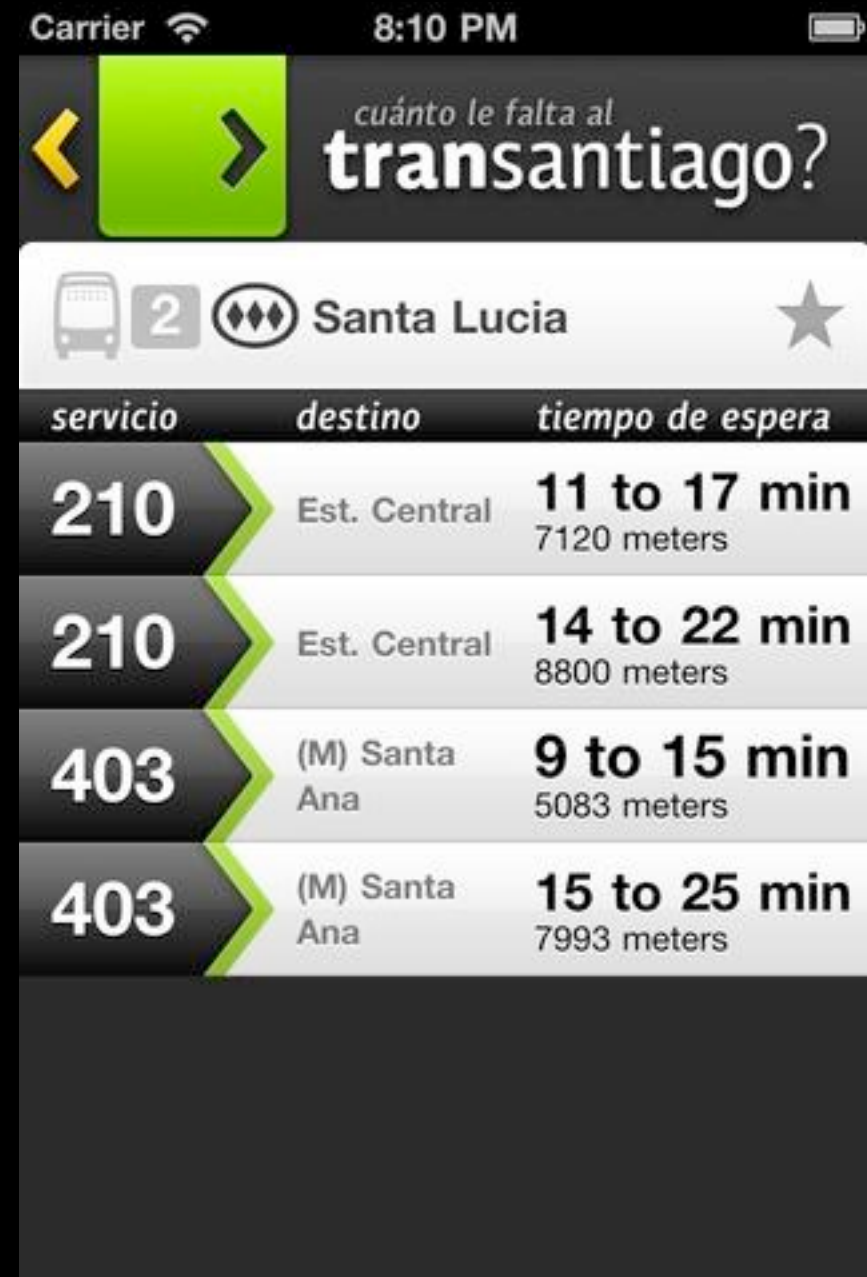 Carrier 8:10 PM
cuánto le falta al
transantiago?
2 Santa Lucia
servicio destino tiempo de espera
210 Est. Central 11 to 17 min
7120 meters
210 Est. Central 14 to 22 min
8800 meters
403 (M) Santa Ana 9 to 15 min
5083 meters
403 (M) Santa Ana 15 to 25 min
7993 meters